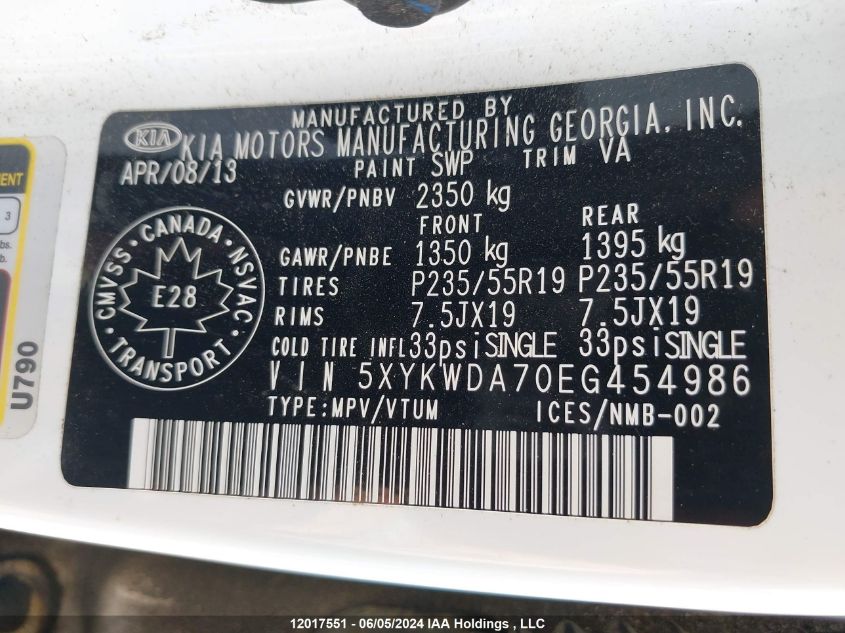 MANUFACTURED BY
KIA KIA MOTORS MANUFACTURING GEORGIA, INC.
APR/08/13 PAINT SWP TRIM VA
GVWR/PNBV 2350 kg
FRONT REAR
GAWR/PNBE 1350 kg 1395 kg
TIRES P235/55R19 P235/55R19
RIMS 7.5JX19 7.5JX19
COLD TIRE INFL 33psi SINGLE 33psi SINGLE
VIN 5XYKWDA70EG454986
TYPE:MPV/VTUM ICES/NMB-002
CMVSS · CANADA · NSVAC
E28
TRANSPORT
MENT
3
bs.
U790
12017551 - 06/05/2024 IAA Holdings , LLC